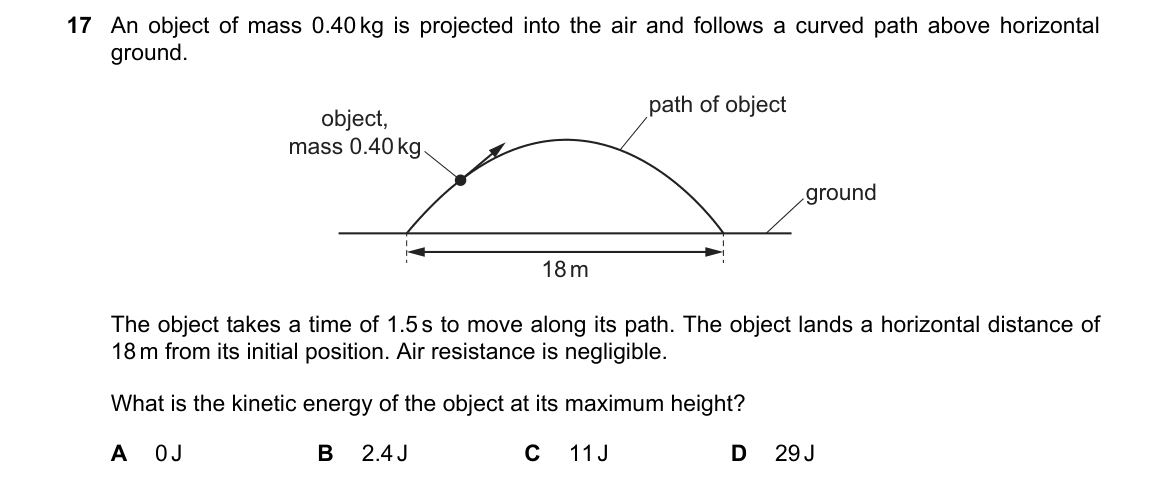 17 An object of mass 0.40 kg is projected into the air and follows a curved path above horizontal
ground.
path of object
object,
mass 0.40 kg
ground
18 m
The object takes a time of 1.5 s to move along its path. The object lands a horizontal distance of
18 m from its initial position. Air resistance is negligible.
What is the kinetic energy of the object at its maximum height?
A 0 J B 2.4 J C 11 J D 29 J